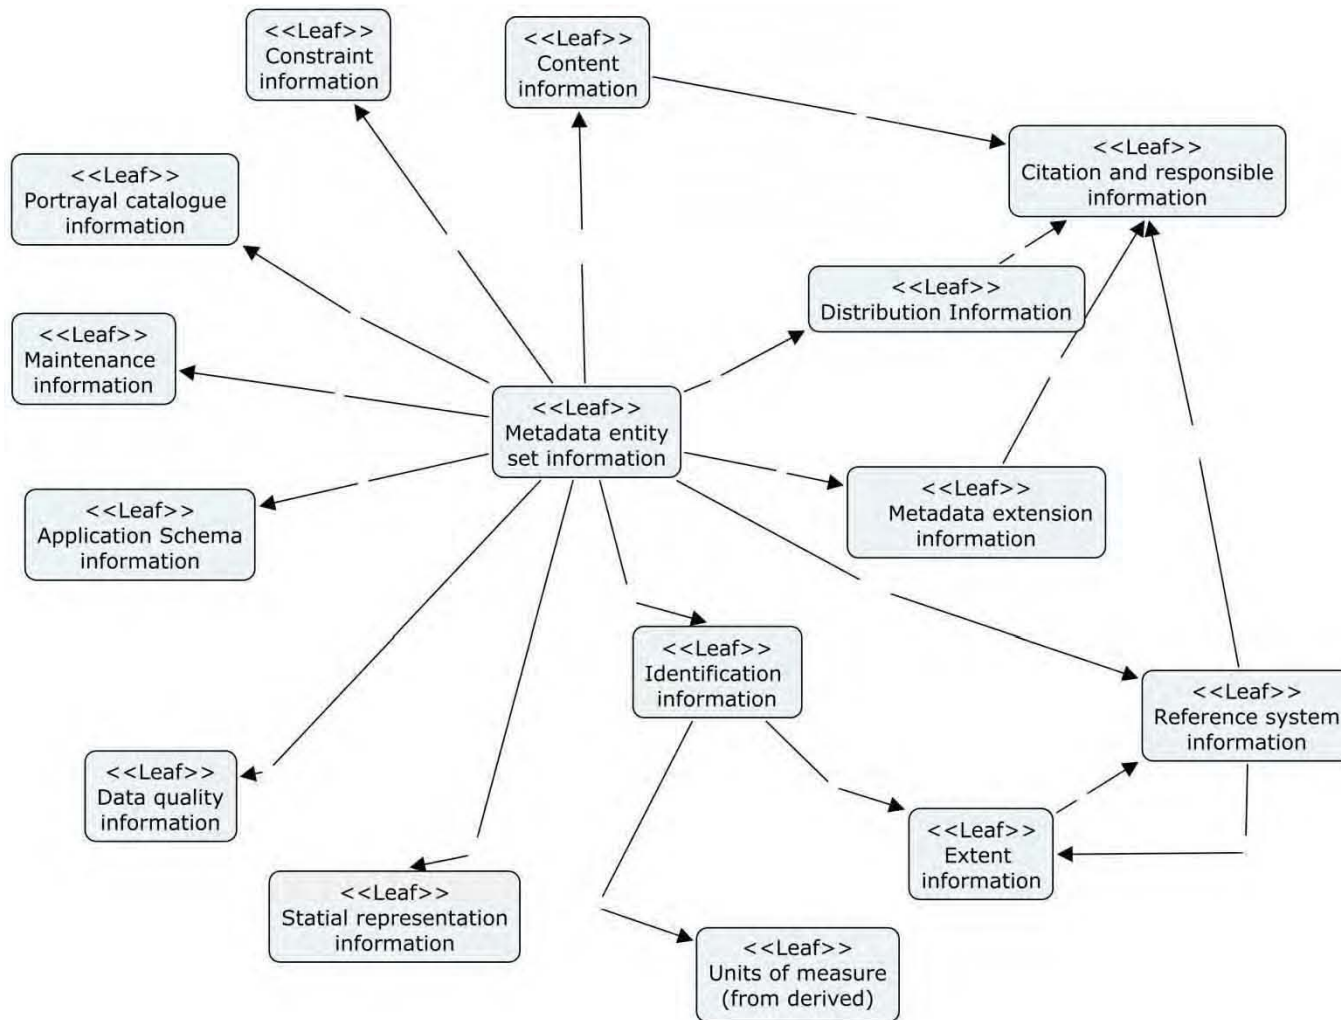 <<Leaf>>
Constraint
information
<<Leaf>>
Content
information
<<Leaf>>
Citation and responsible
information
<<Leaf>>
Portrayal catalogue
information
<<Leaf>>
Distribution Information
<<Leaf>>
Maintenance
information
<<Leaf>>
Metadata entity
set information
<<Leaf>>
Metadata extension
information
<<Leaf>>
Application Schema
information
<<Leaf>>
Identification
information
<<Leaf>>
Reference system
information
<<Leaf>>
Data quality
information
<<Leaf>>
Extent
information
<<Leaf>>
Statial representation
information
<<Leaf>>
Units of measure
(from derived)